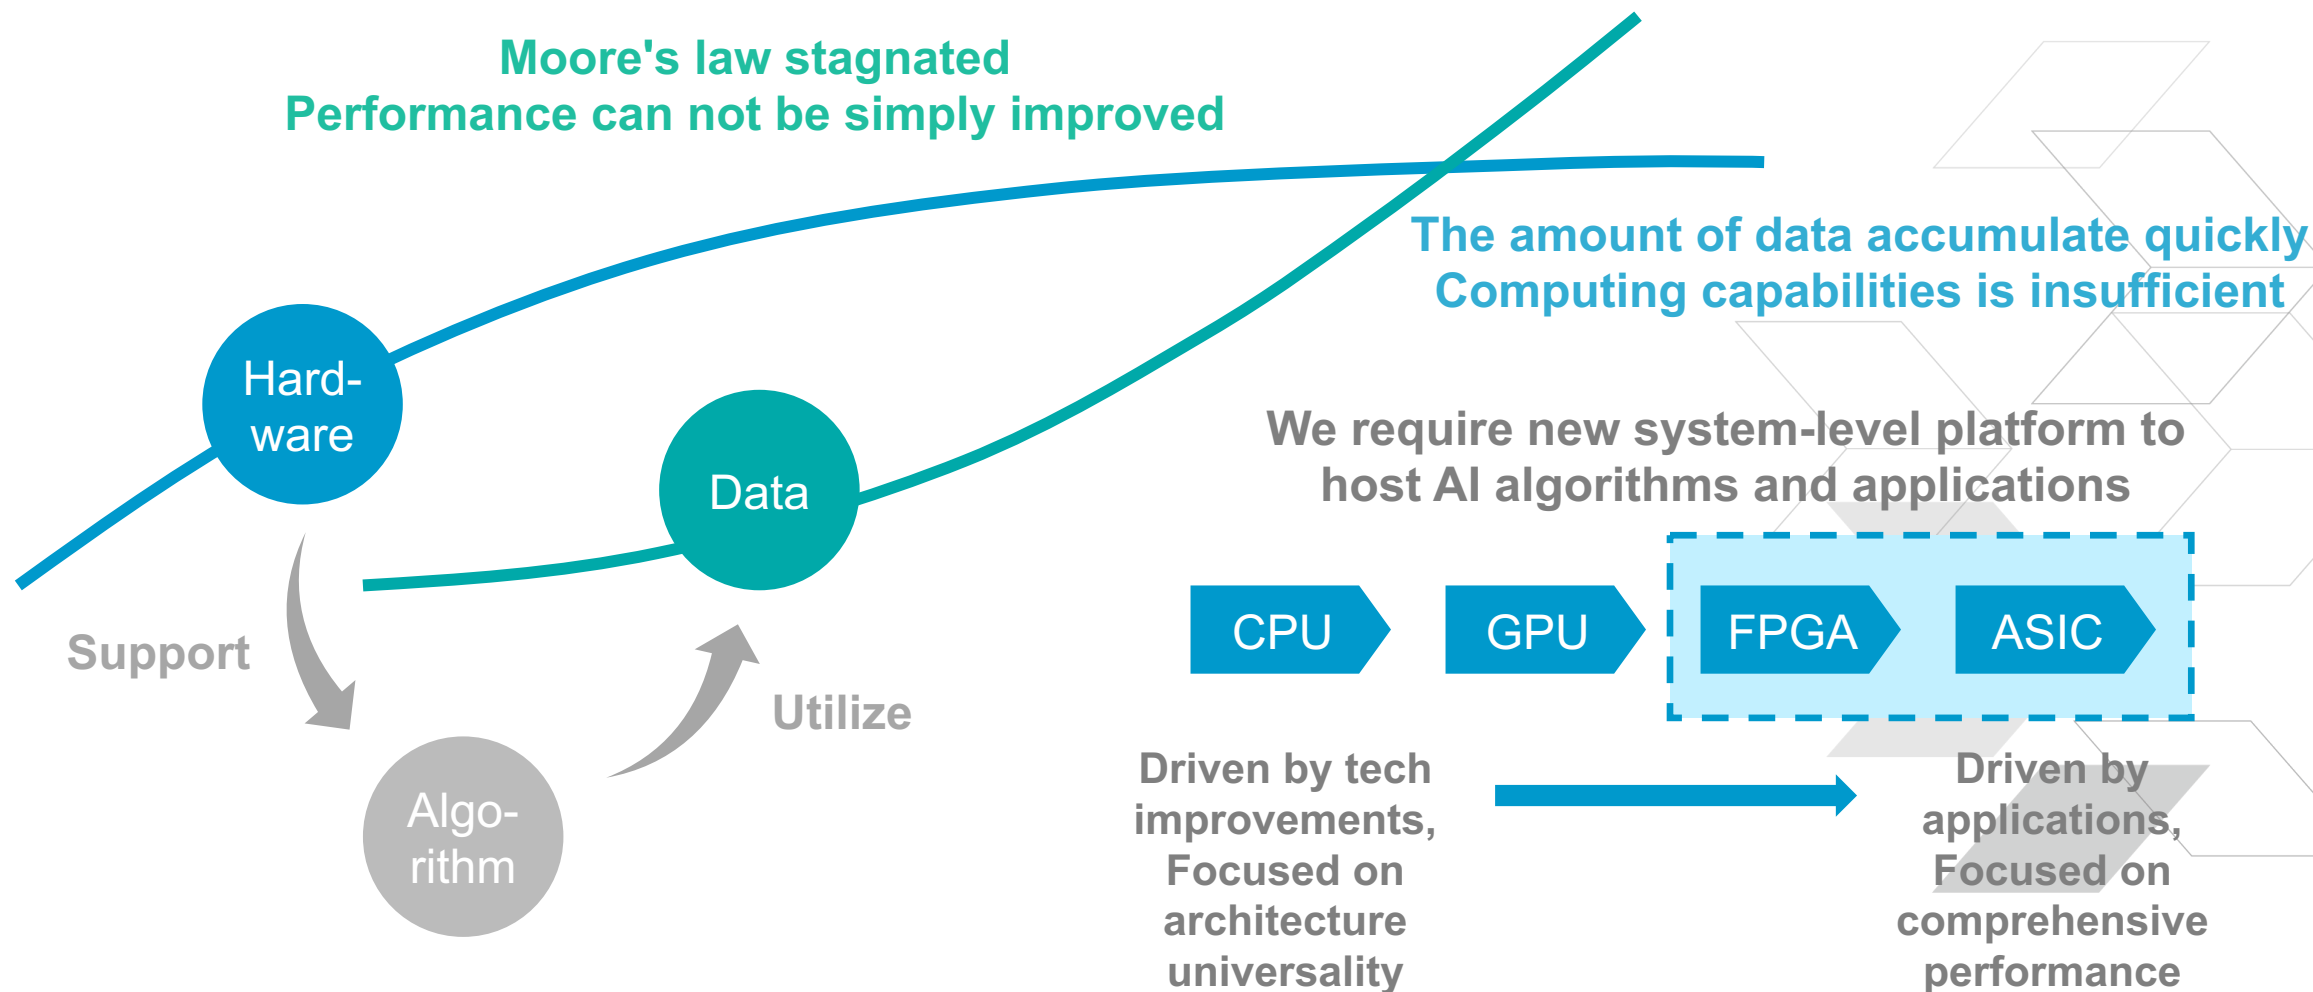 Moore's law stagnated
Performance can not be simply improved
The amount of data accumulate quickly
Computing capabilities is insufficient
Hard-
ware
Data
We require new system-level platform to
host AI algorithms and applications
CPU
GPU
FPGA
ASIC
Support
Utilize
Algo-
rithm
Driven by tech
improvements,
Focused on
architecture
universality
Driven by
applications,
Focused on
comprehensive
performance